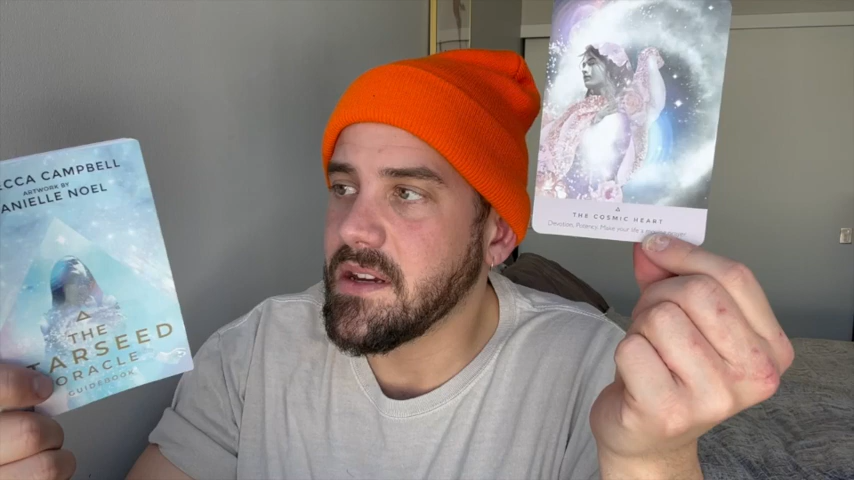 ECCA CAMPBELL
ARTWORK BY
ANIELLE NOEL
THE
TARSEED
ORACLE
GUIDEBOOK
THE COSMIC HEART
Devotion. Potency. Make your life's